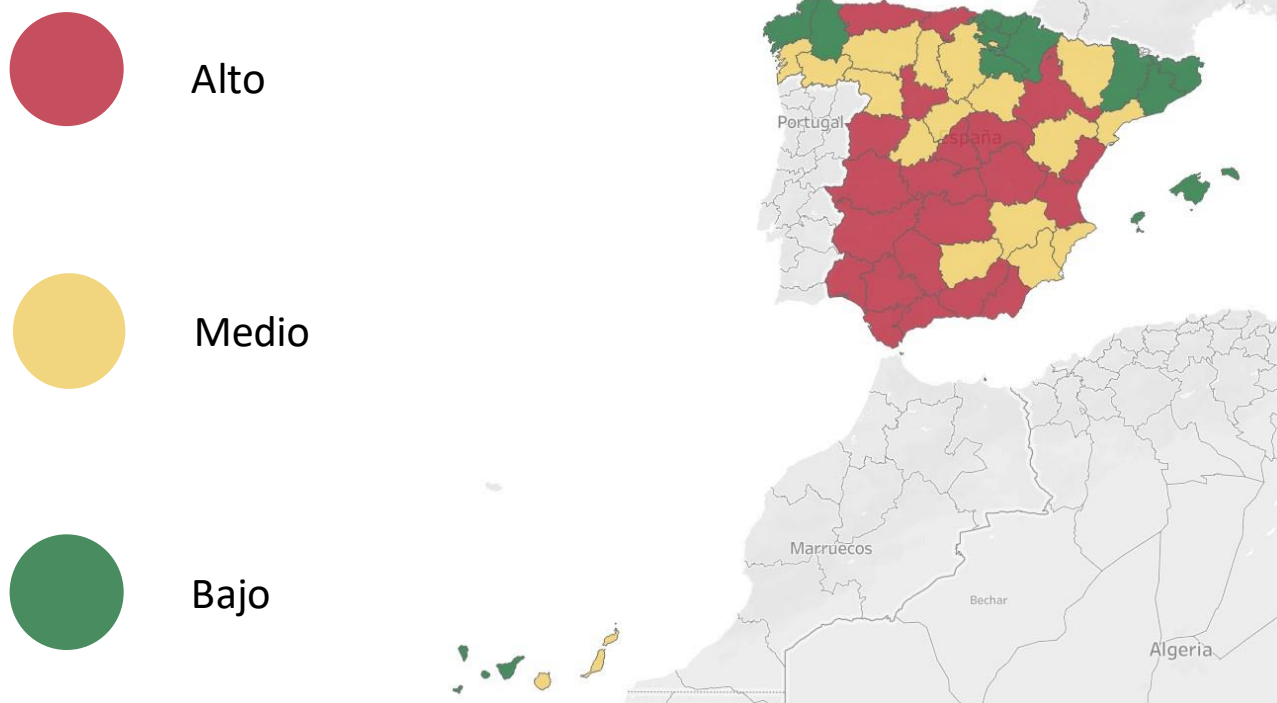 Alto
Medio
Bajo
Portugal
España
Marruecos
Bechar
Algeria